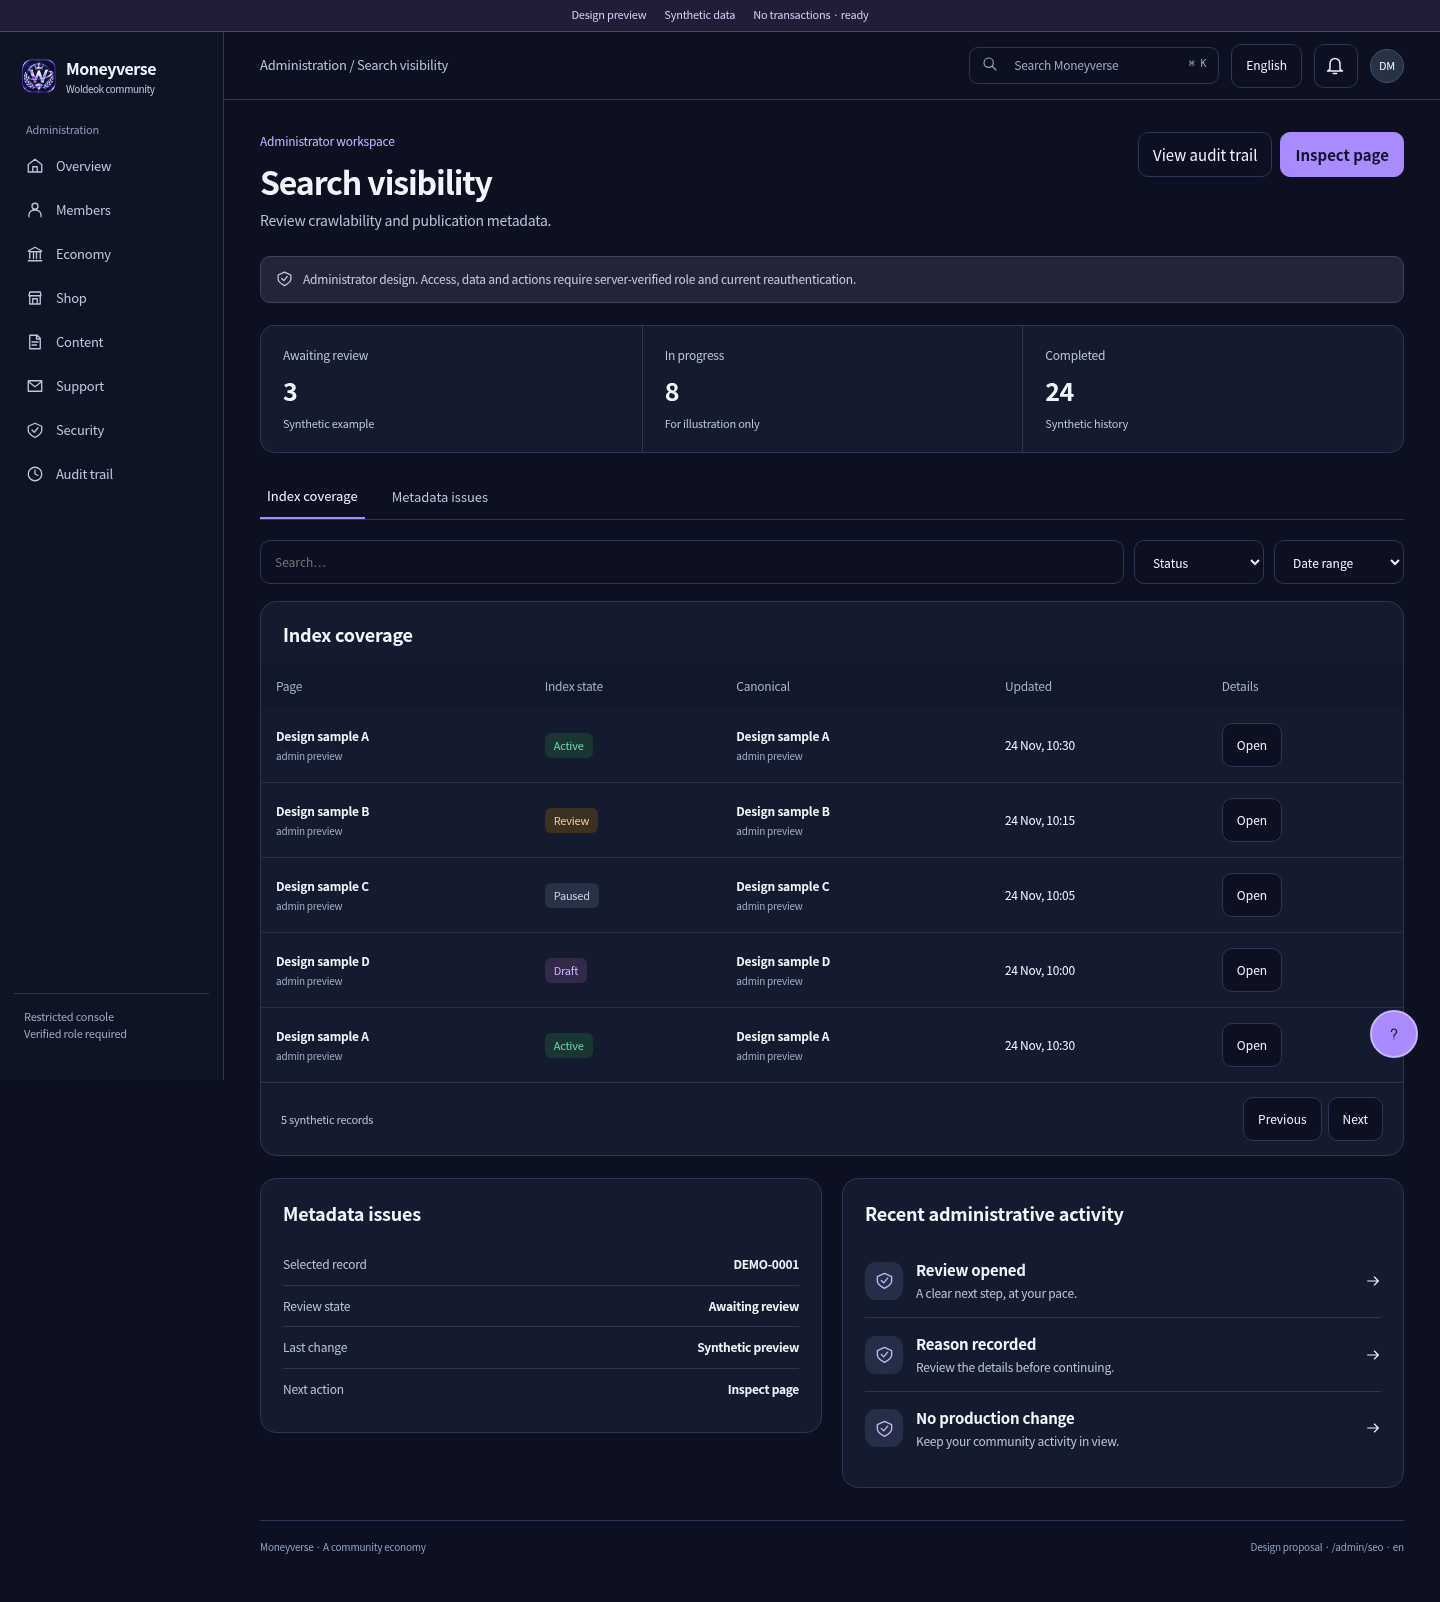 Design preview Synthetic data No transactions · ready
Moneyverse
Woldeok community
Administration
Overview
Members
Economy
Shop
Content
Support
Security
Audit trail
Restricted console
Verified role required
Administration / Search visibility
Search Moneyverse ⌘ K
English
DM
Administrator workspace
Search visibility
Review crawlability and publication metadata.
View audit trail
Inspect page
Administrator design. Access, data and actions require server-verified role and current reauthentication.
Awaiting review
3
Synthetic example
In progress
8
For illustration only
Completed
24
Synthetic history
Index coverage Metadata issues
Search…
Status
Date range
Index coverage
Page Index state Canonical Updated Details
Design sample A
admin preview
Active
Design sample A
admin preview
24 Nov, 10:30
Open
Design sample B
admin preview
Review
Design sample B
admin preview
24 Nov, 10:15
Open
Design sample C
admin preview
Paused
Design sample C
admin preview
24 Nov, 10:05
Open
Design sample D
admin preview
Draft
Design sample D
admin preview
24 Nov, 10:00
Open
Design sample A
admin preview
Active
Design sample A
admin preview
24 Nov, 10:30
Open
?
5 synthetic records
Previous
Next
Metadata issues
Selected record DEMO-0001
Review state Awaiting review
Last change Synthetic preview
Next action Inspect page
Recent administrative activity
Review opened
A clear next step, at your pace.
Reason recorded
Review the details before continuing.
No production change
Keep your community activity in view.
Moneyverse · A community economy
Design proposal · /admin/seo · en